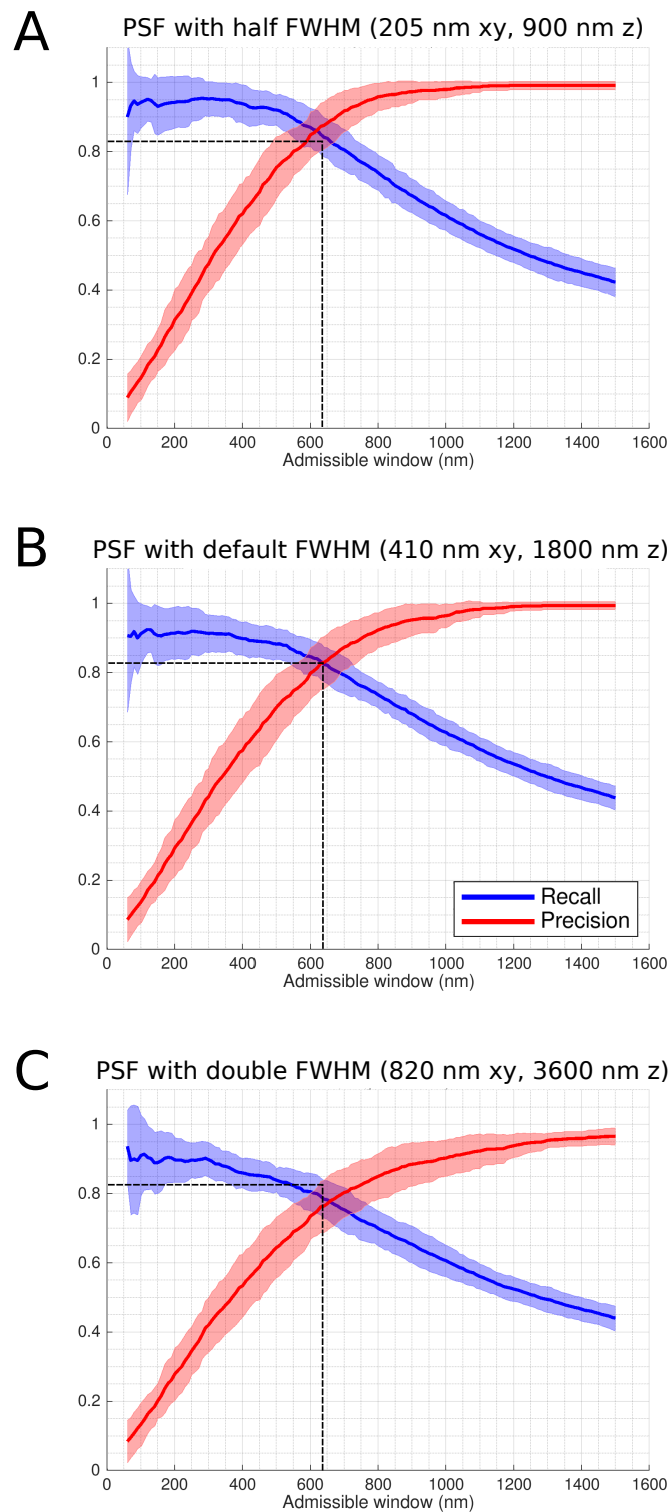 A
PSF with half FWHM (205 nm xy, 900 nm z)
1
0.8
0.6
0.4
0.2
0
0 200 400 600 800 1000 1200 1400 1600
Admissible window (nm)
B
PSF with default FWHM (410 nm xy, 1800 nm z)
1
0.8
0.6
0.4
0.2
0
Recall
Precision
0 200 400 600 800 1000 1200 1400 1600
Admissible window (nm)
C
PSF with double FWHM (820 nm xy, 3600 nm z)
1
0.8
0.6
0.4
0.2
0
0 200 400 600 800 1000 1200 1400 1600
Admissible window (nm)